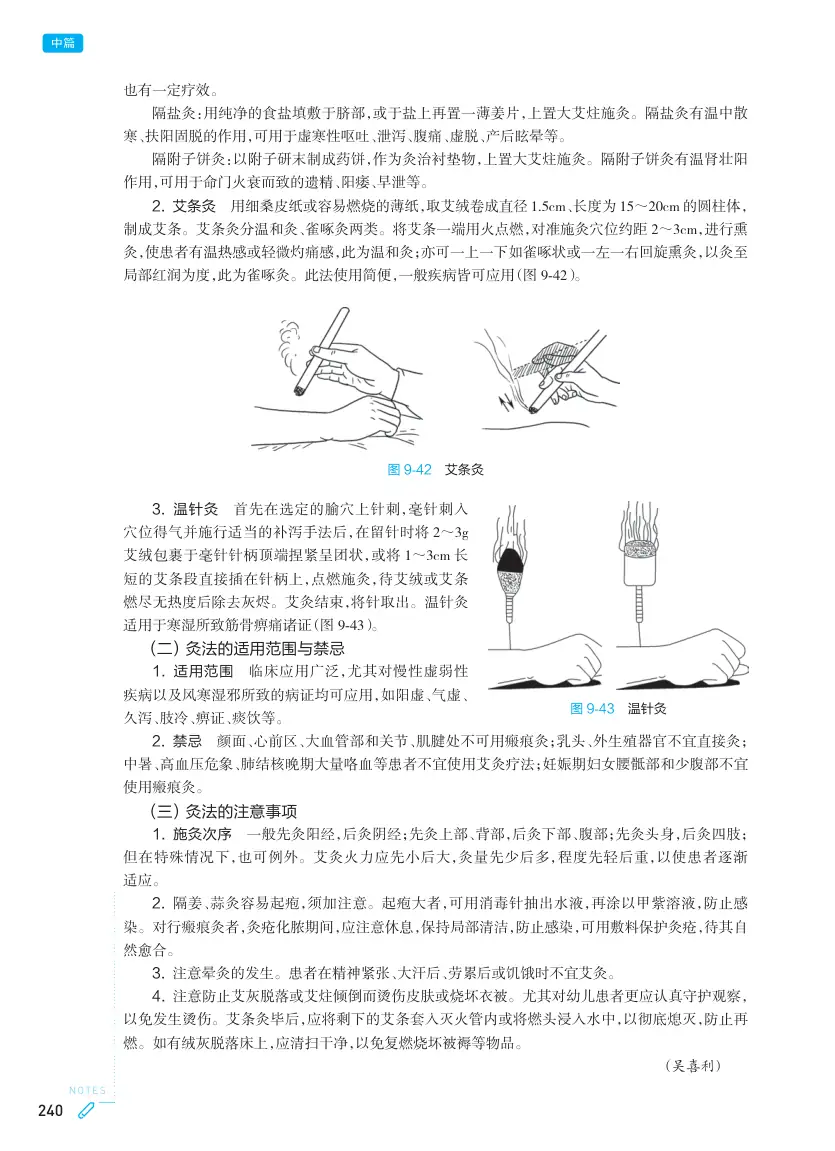 中篇
也有一定疗效。
隔盐灸:用纯净的食盐填敷于脐部,或于盐上再置一薄姜片,上置大艾炷施灸。隔盐灸有温中散
寒、扶阳固脱的作用,可用于虚寒性呕吐、泄泻、腹痛、虚脱、产后眩晕等。
隔附子饼灸:以附子研末制成药饼,作为灸治衬垫物,上置大艾炷施灸。隔附子饼灸有温肾壮阳
作用,可用于命门火衰而致的遗精、阳痿、早泄等。
2. 艾条灸 用细桑皮纸或容易燃烧的薄纸,取艾绒卷成直径 1.5cm、长度为 15～20cm 的圆柱体,
制成艾条。艾条灸分温和灸、雀啄灸两类。将艾条一端用火点燃,对准施灸穴位约距 2～3cm,进行熏
灸,使患者有温热感或轻微灼痛感,此为温和灸;亦可一上一下如雀啄状或一左一右回旋熏灸,以灸至
局部红润为度,此为雀啄灸。此法使用简便,一般疾病皆可应用(图 9-42)。
图 9-42 艾条灸
3. 温针灸 首先在选定的腧穴上针刺,毫针刺入
穴位得气并施行适当的补泻手法后,在留针时将 2～3g
艾绒包裹于毫针针柄顶端捏紧呈团状,或将 1～3cm 长
短的艾条段直接插在针柄上,点燃施灸,待艾绒或艾条
燃尽无热度后除去灰烬。艾灸结束,将针取出。温针灸
适用于寒湿所致筋骨痹痛诸证(图 9-43)。
(二)灸法的适用范围与禁忌
1. 适用范围 临床应用广泛,尤其对慢性虚弱性
疾病以及风寒湿邪所致的病证均可应用,如阳虚、气虚、
久泻、肢冷、痹证、痰饮等。
图 9-43 温针灸
2. 禁忌 颜面、心前区、大血管部和关节、肌腱处不可用瘢痕灸;乳头、外生殖器官不宜直接灸;
中暑、高血压危象、肺结核晚期大量咯血等患者不宜使用艾灸疗法;妊娠期妇女腰骶部和少腹部不宜
使用瘢痕灸。
(三)灸法的注意事项
1. 施灸次序 一般先灸阳经,后灸阴经;先灸上部、背部,后灸下部、腹部;先灸头身,后灸四肢;
但在特殊情况下,也可例外。艾灸火力应先小后大,灸量先少后多,程度先轻后重,以使患者逐渐
适应。
2. 隔姜、蒜灸容易起疱,须加注意。起疱大者,可用消毒针抽出水液,再涂以甲紫溶液,防止感
染。对行瘢痕灸者,灸疮化脓期间,应注意休息,保持局部清洁,防止感染,可用敷料保护灸疮,待其自
然愈合。
3. 注意晕灸的发生。患者在精神紧张、大汗后、劳累后或饥饿时不宜艾灸。
4. 注意防止艾灰脱落或艾炷倾倒而烫伤皮肤或烧坏衣被。尤其对幼儿患者更应认真守护观察,
以免发生烫伤。艾条灸毕后,应将剩下的艾条套入灭火管内或将燃头浸入水中,以彻底熄灭,防止再
燃。如有绒灰脱落床上,应清扫干净,以免复燃烧坏被褥等物品。
(吴喜利)
NOTES
240